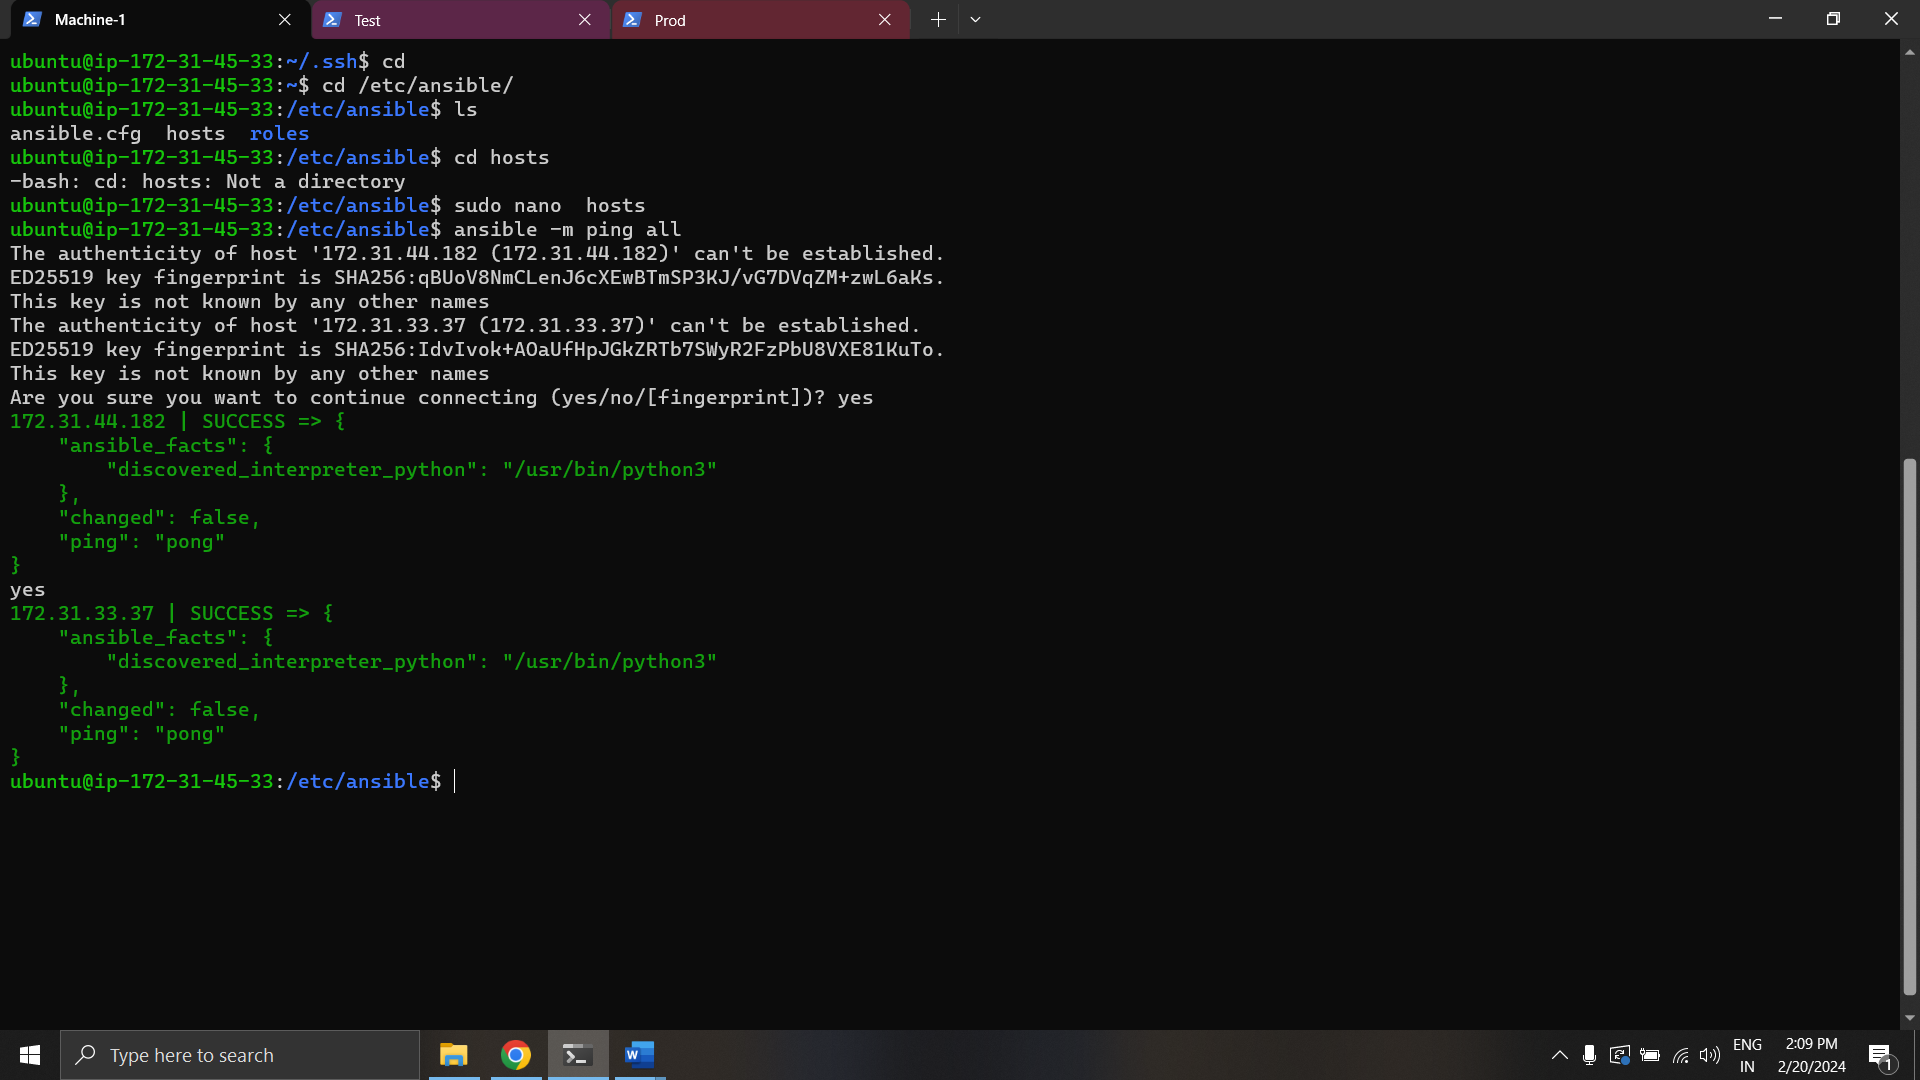 Machine-1
Test
Prod
ubuntu@ip-172-31-45-33:~/.ssh$ cd
ubuntu@ip-172-31-45-33:~$ cd /etc/ansible/
ubuntu@ip-172-31-45-33:/etc/ansible$ ls
ansible.cfg  hosts  roles
ubuntu@ip-172-31-45-33:/etc/ansible$ cd hosts
-bash: cd: hosts: Not a directory
ubuntu@ip-172-31-45-33:/etc/ansible$ sudo nano  hosts
ubuntu@ip-172-31-45-33:/etc/ansible$ ansible -m ping all
The authenticity of host '172.31.44.182 (172.31.44.182)' can't be established.
ED25519 key fingerprint is SHA256:qBUoV8NmCLenJ6cXEwBTmSP3KJ/vG7DVqZM+zwL6aKs.
This key is not known by any other names
The authenticity of host '172.31.33.37 (172.31.33.37)' can't be established.
ED25519 key fingerprint is SHA256:IdvIvok+AOaUfHpJGkZRTb7SWyR2FzPbU8VXE81KuTo.
This key is not known by any other names
Are you sure you want to continue connecting (yes/no/[fingerprint])? yes
172.31.44.182 | SUCCESS => {
    "ansible_facts": {
        "discovered_interpreter_python": "/usr/bin/python3"
    },
    "changed": false,
    "ping": "pong"
}
yes
172.31.33.37 | SUCCESS => {
    "ansible_facts": {
        "discovered_interpreter_python": "/usr/bin/python3"
    },
    "changed": false,
    "ping": "pong"
}
ubuntu@ip-172-31-45-33:/etc/ansible$
Type here to search
W
ENG
IN
2:09 PM
2/20/2024
1